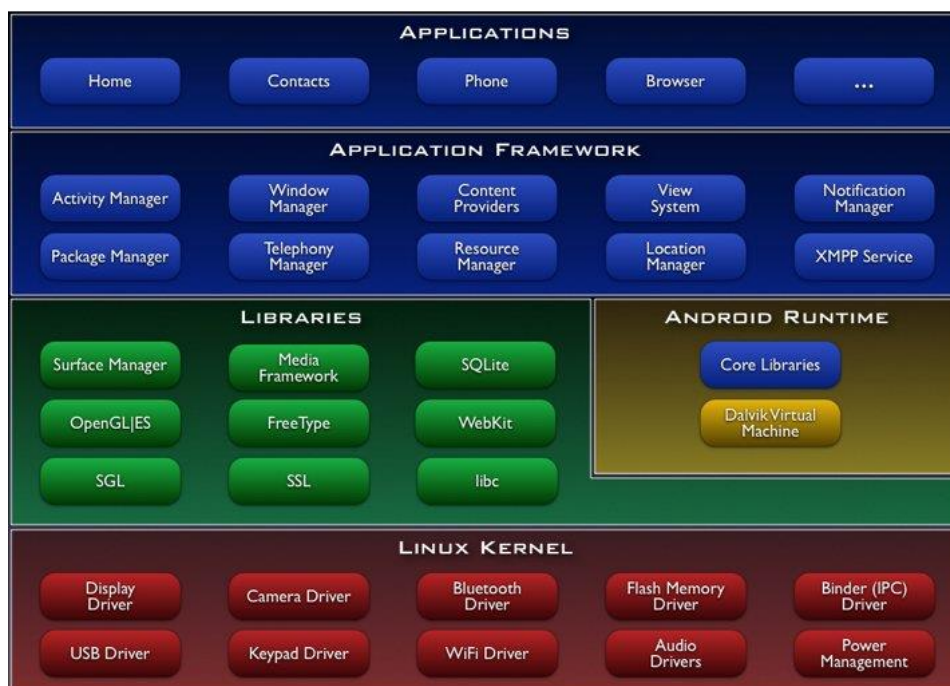 APPLICATIONS
Home
Contacts
Phone
Browser
...
APPLICATION FRAMEWORK
Activity Manager
Window
Manager
Content
Providers
View
System
Notification
Manager
Package Manager
Telephony
Manager
Resource
Manager
Location
Manager
XMPP Service
LIBRARIES
Surface Manager
Media
Framework
SQLite
OpenGL|ES
FreeType
WebKit
SGL
SSL
libc
ANDROID RUNTIME
Core Libraries
Dalvik Virtual
Machine
LINUX KERNEL
Display
Driver
Camera Driver
Bluetooth
Driver
Flash Memory
Driver
Binder (IPC)
Driver
USB Driver
Keypad Driver
WiFi Driver
Audio
Drivers
Power
Management